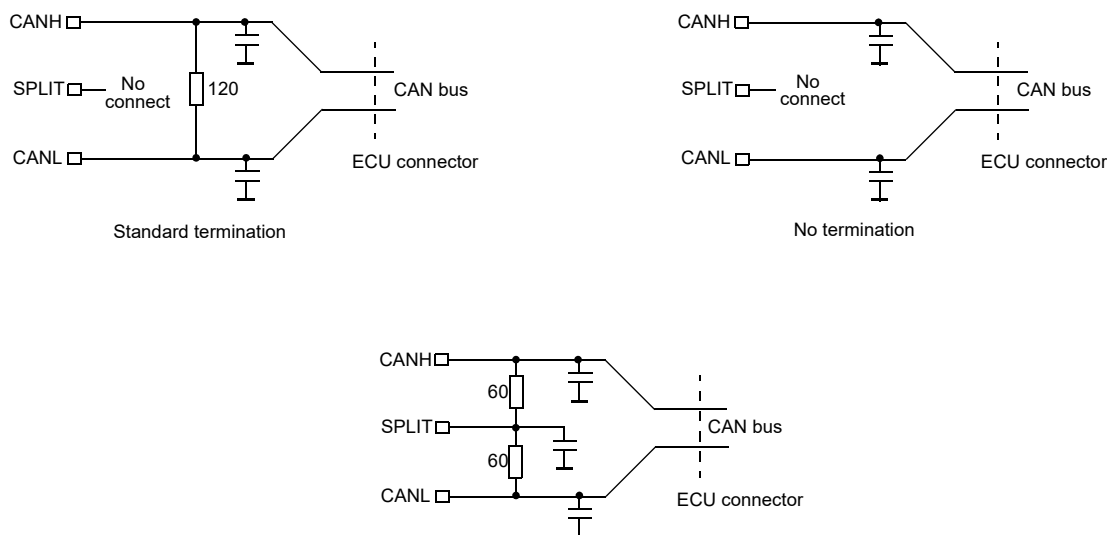 CANH
SPLIT
No
connect
120
CANL
CAN bus
ECU connector
Standard termination
CANH
SPLIT
No
connect
CANL
CAN bus
ECU connector
No termination
CANH
60
SPLIT
60
CANL
CAN bus
ECU connector